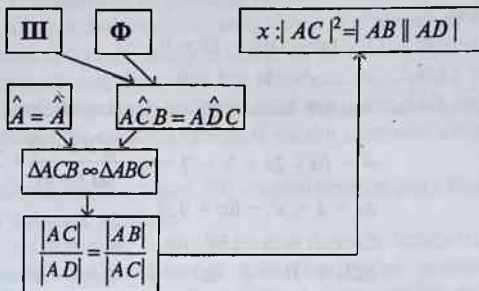 Ш Ф x:| AC |²=| AB || AD |
Â = Â AĈB = AD̂C
ΔACB ∞ ΔABC
|AC| / |AD| = |AB| / |AC|